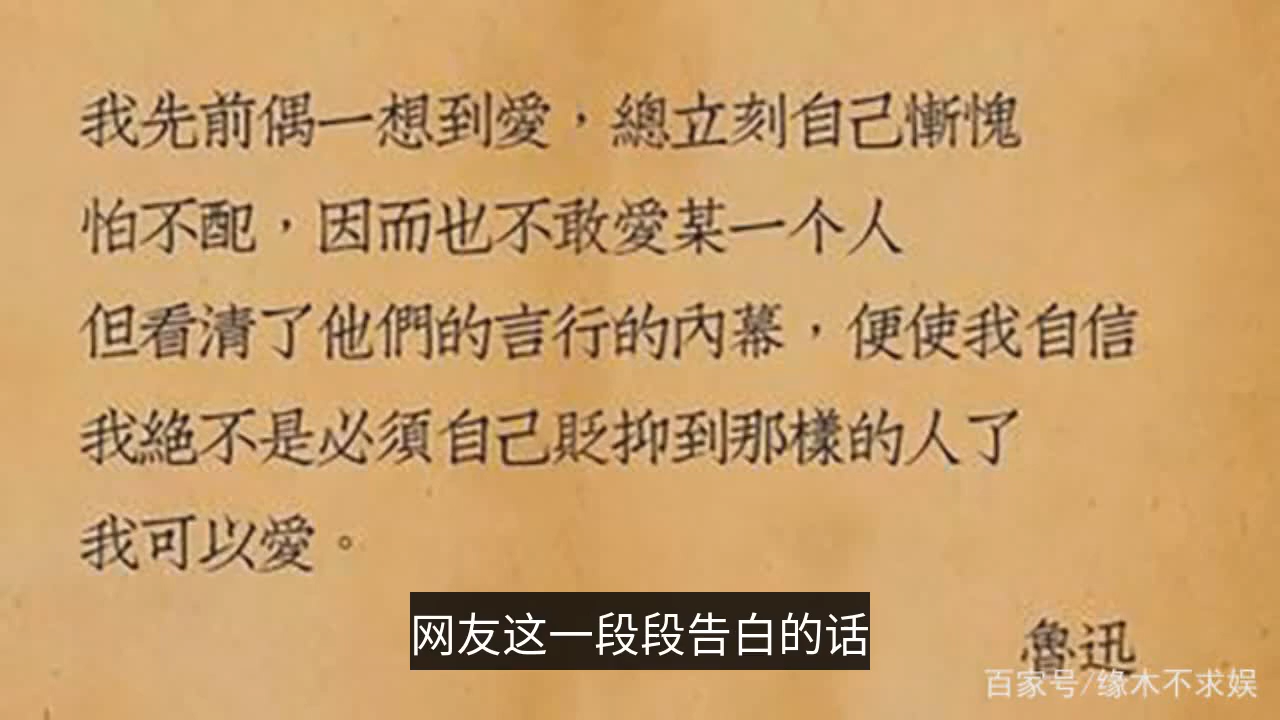 我先前偶一想到愛，總立刻自己慚愧
怕不配，因而也不敢愛某一个人
但看清了他們的言行的內幕，便使我自信
我絕不是必須自己貶抑到那樣的人了
我可以愛。
网友这一段段告白的话
魯迅
百家号/缘木不求娱